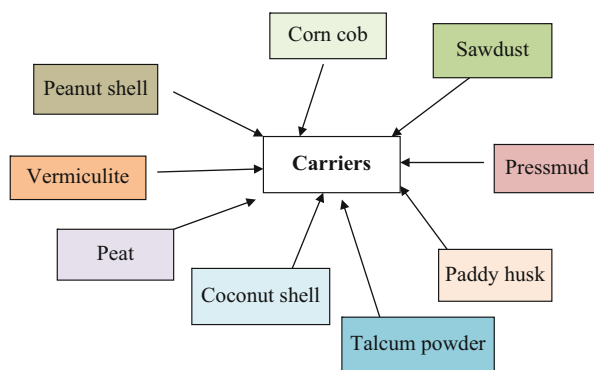 Corn cob
Sawdust
Peanut shell
Carriers
Vermiculite
Pressmud
Peat
Paddy husk
Coconut shell
Talcum powder